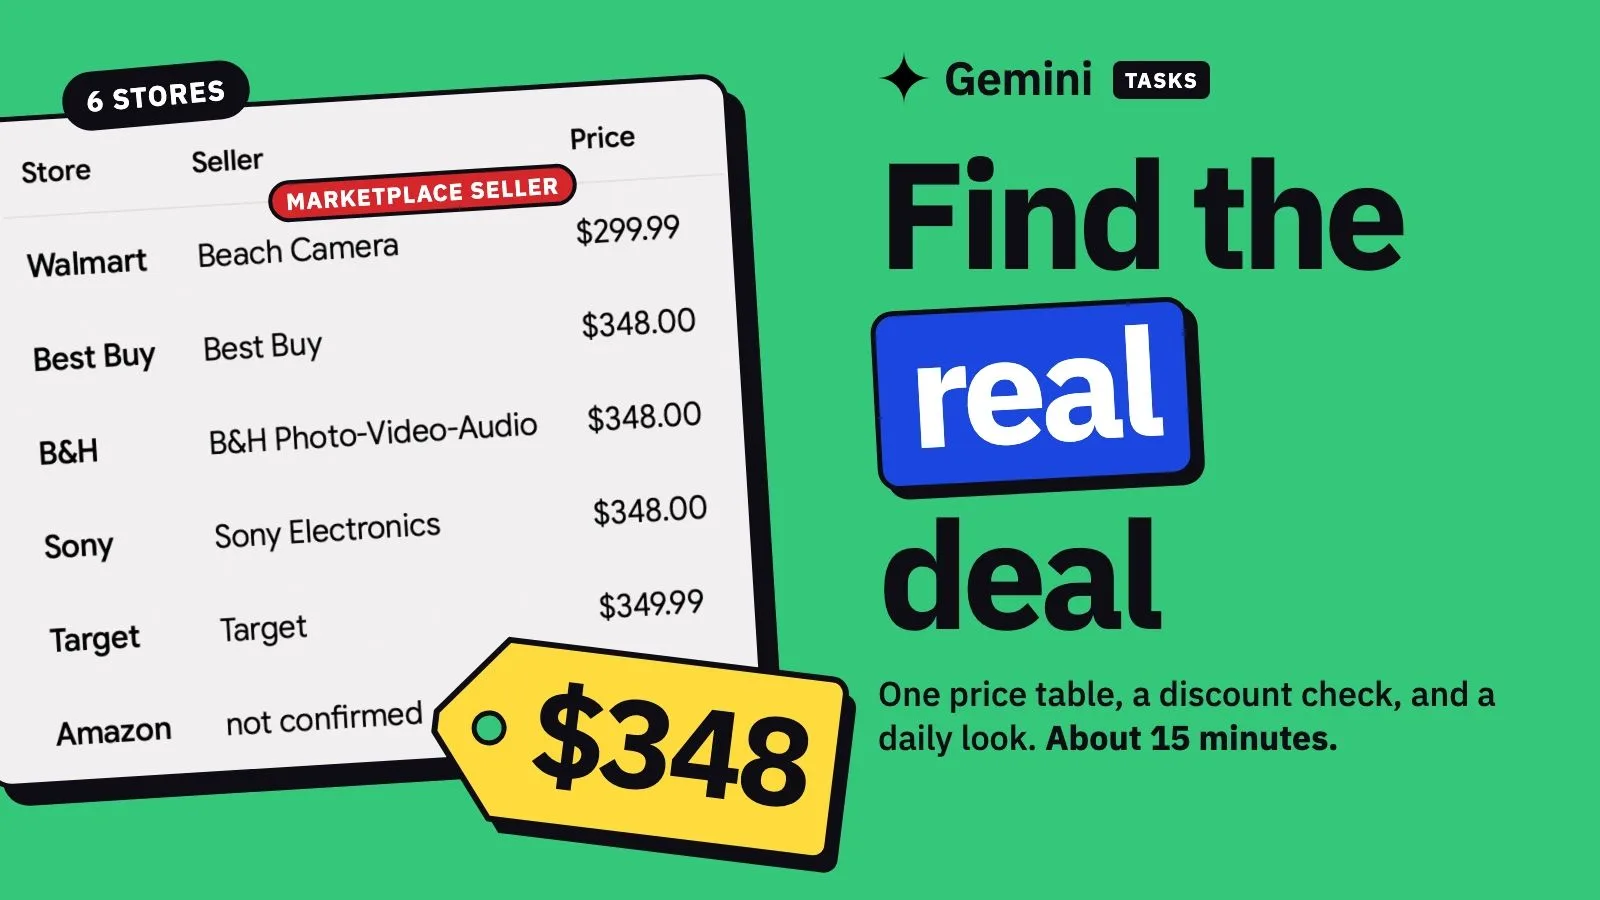 6 STORES
Store Seller Price
MARKETPLACE SELLER
Walmart Beach Camera $299.99
Best Buy Best Buy $348.00
B&H B&H Photo-Video-Audio $348.00
Sony Sony Electronics $348.00
Target Target $349.99
Amazon not confirmed
$348
Gemini TASKS
Find the
real
deal
One price table, a discount check, and a
daily look. About 15 minutes.